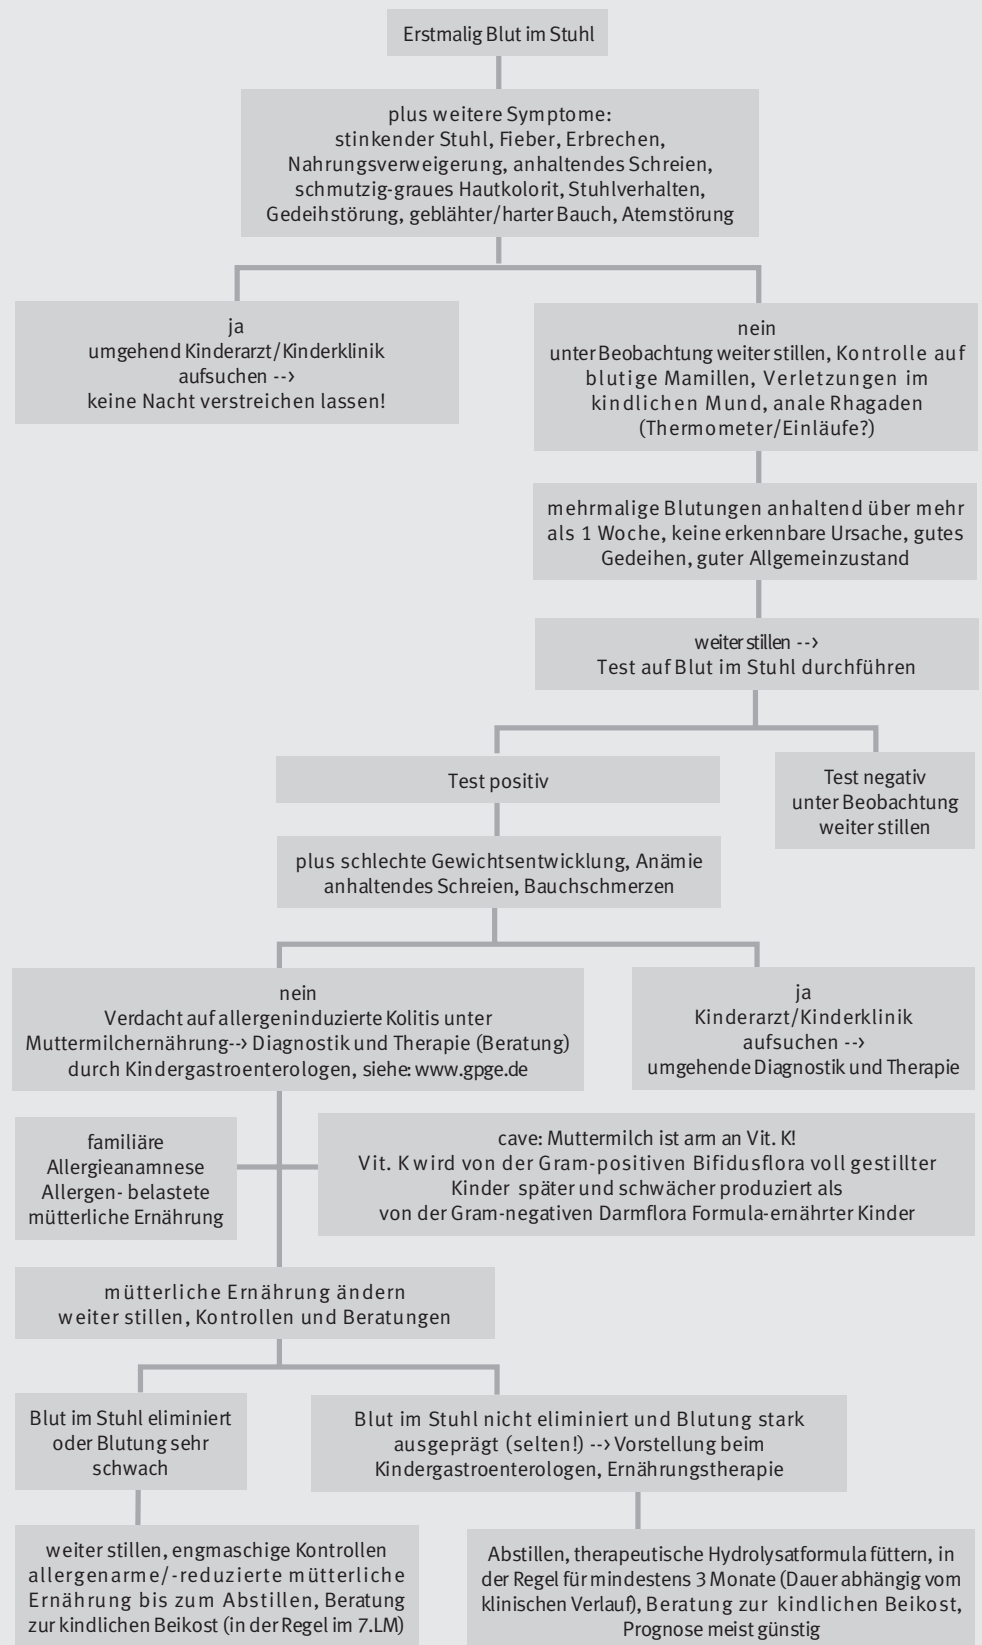 Erstmalig Blut im Stuhl
plus weitere Symptome:
stinkender Stuhl, Fieber, Erbrechen,
Nahrungsverweigerung, anhaltendes Schreien,
schmutzig-graues Hautkolorit, Stuhlverhalten,
Gedeihstörung, geblähter/harter Bauch, Atemstörung
ja
umgehend Kinderarzt/Kinderklinik
aufsuchen -->
keine Nacht verstreichen lassen!
nein
unter Beobachtung weiter stillen, Kontrolle auf
blutige Mamillen, Verletzungen im
kindlichen Mund, anale Rhagaden
(Thermometer/Einläufe?)
mehrmalige Blutungen anhaltend über mehr
als 1 Woche, keine erkennbare Ursache, gutes
Gedeihen, guter Allgemeinzustand
weiter stillen -->
Test auf Blut im Stuhl durchführen
Test positiv
Test negativ
unter Beobachtung
weiter stillen
plus schlechte Gewichtsentwicklung, Anämie
anhaltendes Schreien, Bauchschmerzen
nein
Verdacht auf allergeninduzierte Kolitis unter
Muttermilchernährung--> Diagnostik und Therapie (Beratung)
durch Kindergastroenterologen, siehe: www.gpge.de
ja
Kinderarzt/Kinderklinik
aufsuchen -->
umgehende Diagnostik und Therapie
familiäre
Allergieanamnese
Allergen- belastete
mütterliche Ernährung
cave: Muttermilch ist arm an Vit. K!
Vit. K wird von der Gram-positiven Bifidusflora voll gestillter
Kinder später und schwächer produziert als
von der Gram-negativen Darmflora Formula-ernährter Kinder
mütterliche Ernährung ändern
weiter stillen, Kontrollen und Beratungen
Blut im Stuhl eliminiert
oder Blutung sehr
schwach
Blut im Stuhl nicht eliminiert und Blutung stark
ausgeprägt (selten!) --> Vorstellung beim
Kindergastroenterologen, Ernährungstherapie
weiter stillen, engmaschige Kontrollen
allergenarme/-reduzierte mütterliche
Ernährung bis zum Abstillen, Beratung
zur kindlichen Beikost (in der Regel im 7.LM)
Abstillen, therapeutische Hydrolysatformula füttern, in
der Regel für mindestens 3 Monate (Dauer abhängig vom
klinischen Verlauf), Beratung zur kindlichen Beikost,
Prognose meist günstig